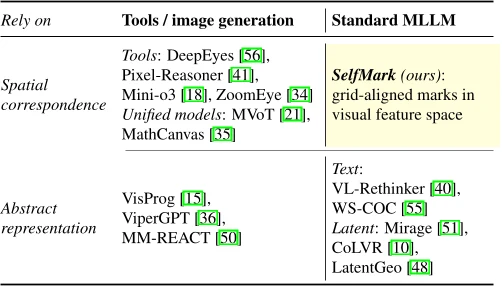 Rely on Tools / image generation Standard MLLM
Spatial correspondence
Tools: DeepEyes [56],
Pixel-Reasoner [41],
Mini-o3 [18], ZoomEye [34]
Unified models: MVoT [21],
MathCanvas [35]
SelfMark (ours):
grid-aligned marks in
visual feature space
Abstract
representation
VisProg [15],
ViperGPT [36],
MM-REACT [50]
Text:
VL-Rethinker [40],
WS-COC [55]
Latent: Mirage [51],
CoLVR [10],
LatentGeo [48]